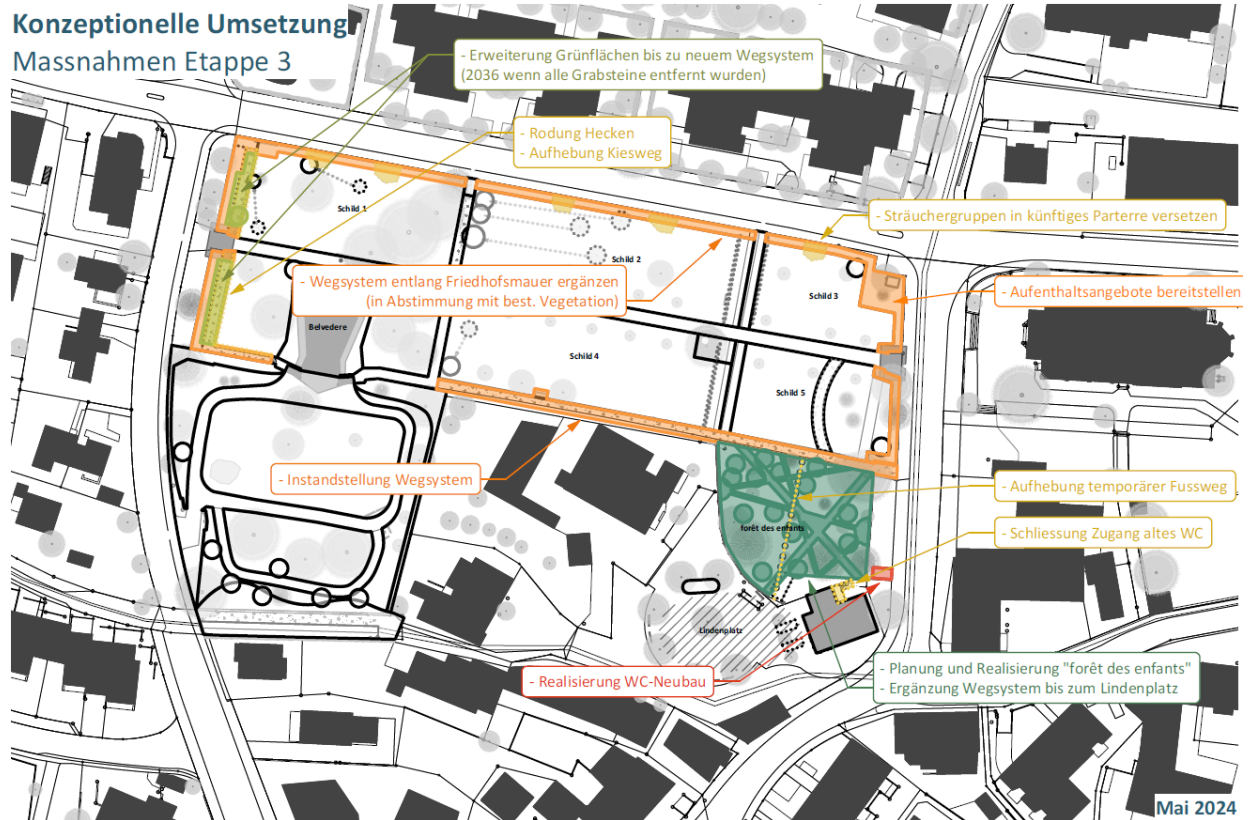 Konzeptionelle Umsetzung
Massnahmen Etappe 3
- Erweiterung Grünflächen bis zu neuem Wegsystem
(2036 wenn alle Grabsteine entfernt wurden)
- Rodung Hecken
- Aufhebung Kiesweg
Schild 1
- Sträuchergruppen in künftiges Parterre versetzen
Schild 2
- Wegsystem entlang Friedhofsmauer ergänzen
(in Abstimmung mit best. Vegetation)
Schild 3
- Aufenthaltsangebote bereitstellen
Belvedere
Schild 4
Schild 5
- Instandstellung Wegsystem
- Aufhebung temporärer Fussweg
forêt des enfants
- Schliessung Zugang altes WC
Lindenplatz
- Realisierung WC-Neubau
- Planung und Realisierung "forêt des enfants"
- Ergänzung Wegsystem bis zum Lindenplatz
Mai 2024